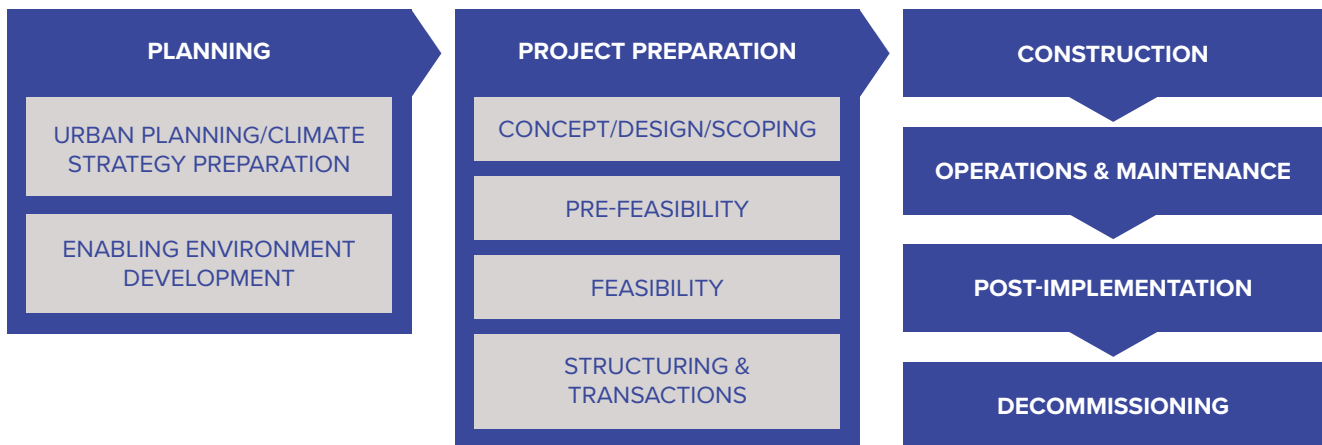 PLANNING
URBAN PLANNING/CLIMATE
STRATEGY PREPARATION
ENABLING ENVIRONMENT
DEVELOPMENT
PROJECT PREPARATION
CONCEPT/DESIGN/SCOPING
PRE-FEASIBILITY
FEASIBILITY
STRUCTURING &
TRANSACTIONS
CONSTRUCTION
OPERATIONS & MAINTENANCE
POST-IMPLEMENTATION
DECOMMISSIONING